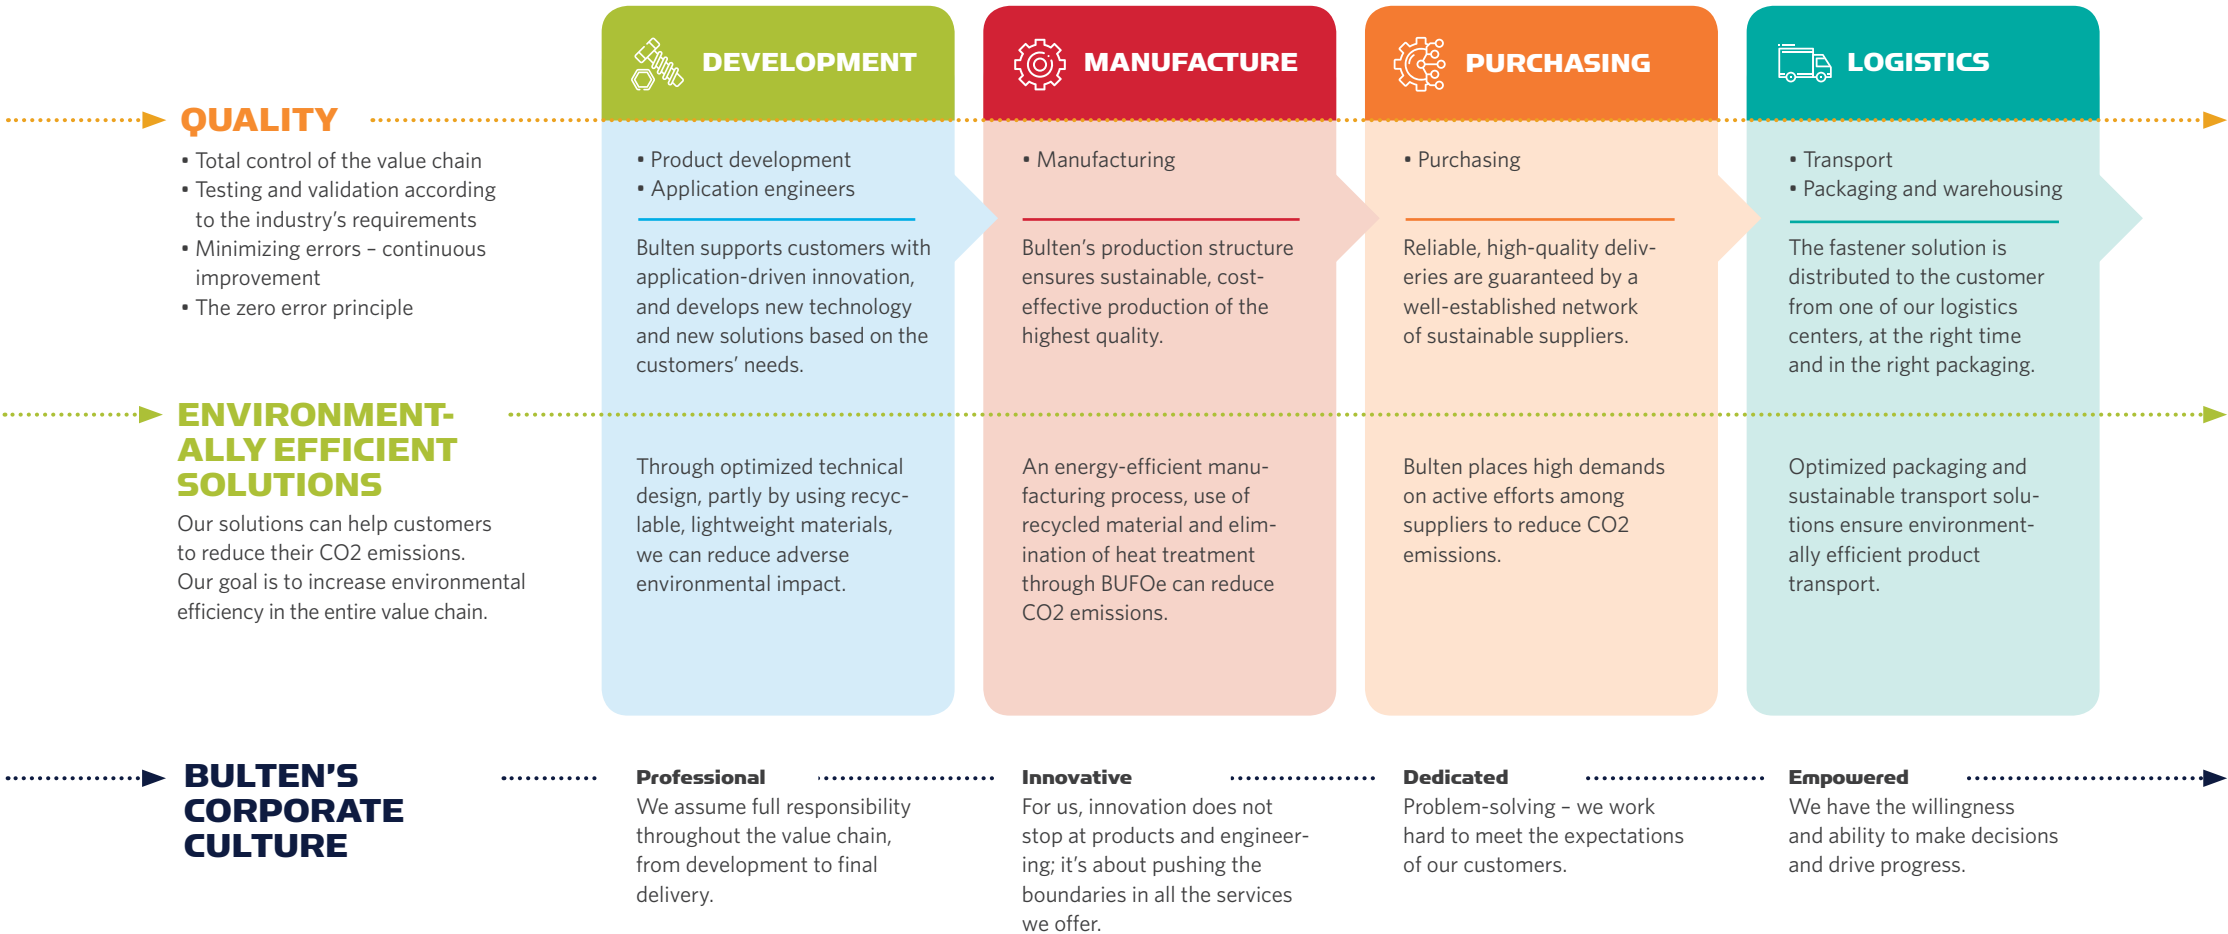 DEVELOPMENT
MANUFACTURE
PURCHASING
LOGISTICS
QUALITY
• Total control of the value chain
• Testing and validation according
to the industry's requirements
• Minimizing errors – continuous
improvement
• The zero error principle
• Product development
• Application engineers
Bulten supports customers with
application-driven innovation,
and develops new technology
and new solutions based on the
customers' needs.
• Manufacturing
Bulten's production structure
ensures sustainable, cost-
effective production of the
highest quality.
• Purchasing
Reliable, high-quality deliv-
eries are guaranteed by a
well-established network
of sustainable suppliers.
• Transport
• Packaging and warehousing
The fastener solution is
distributed to the customer
from one of our logistics
centers, at the right time
and in the right packaging.
ENVIRONMENT-
ALLY EFFICIENT
SOLUTIONS
Our solutions can help customers
to reduce their CO2 emissions.
Our goal is to increase environmental
efficiency in the entire value chain.
Through optimized technical
design, partly by using recyc-
lable, lightweight materials,
we can reduce adverse
environmental impact.
An energy-efficient manu-
facturing process, use of
recycled material and elim-
ination of heat treatment
through BUFOe can reduce
CO2 emissions.
Bulten places high demands
on active efforts among
suppliers to reduce CO2
emissions.
Optimized packaging and
sustainable transport solu-
tions ensure environment-
ally efficient product
transport.
BULTEN'S
CORPORATE
CULTURE
Professional
We assume full responsibility
throughout the value chain,
from development to final
delivery.
Innovative
For us, innovation does not
stop at products and engineer-
ing; it's about pushing the
boundaries in all the services
we offer.
Dedicated
Problem-solving – we work
hard to meet the expectations
of our customers.
Empowered
We have the willingness
and ability to make decisions
and drive progress.